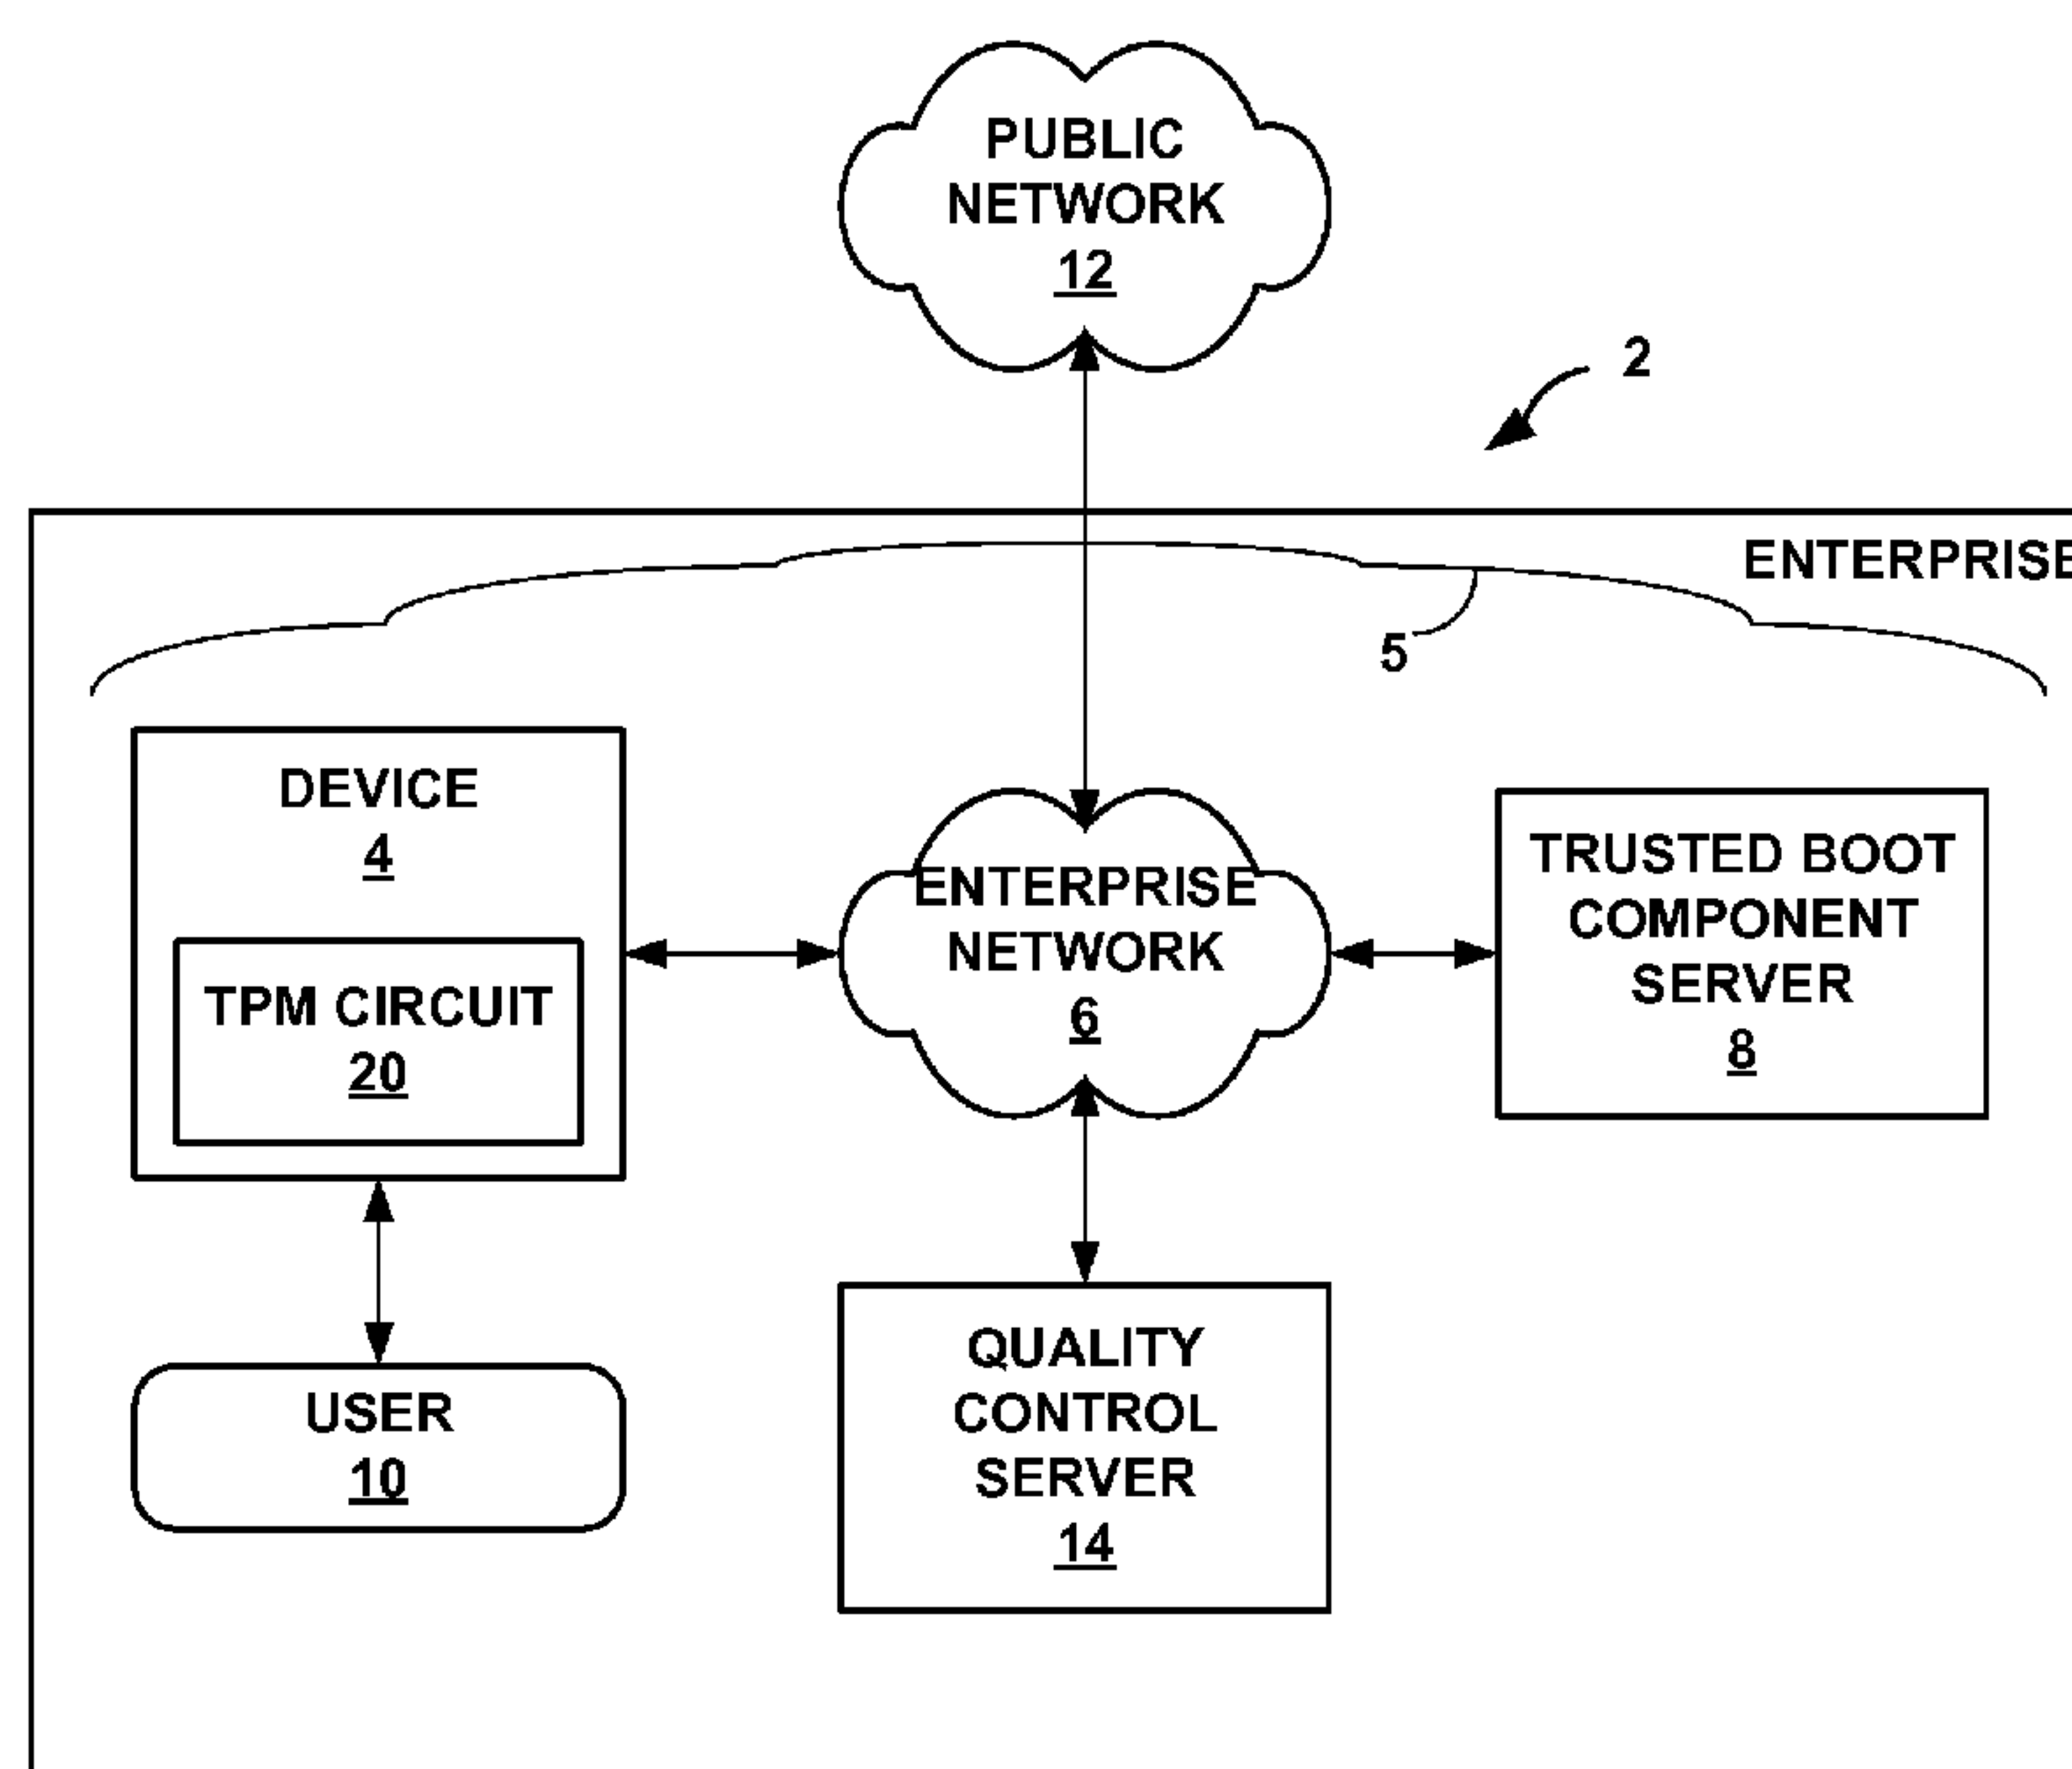 PUBLIC
NETWORK
12
2
ENTERPRISE
5
DEVICE
4
TPM CIRCUIT
20
ENTERPRISE
NETWORK
6
TRUSTED BOOT
COMPONENT
SERVER
8
USER
10
QUALITY
CONTROL
SERVER
14